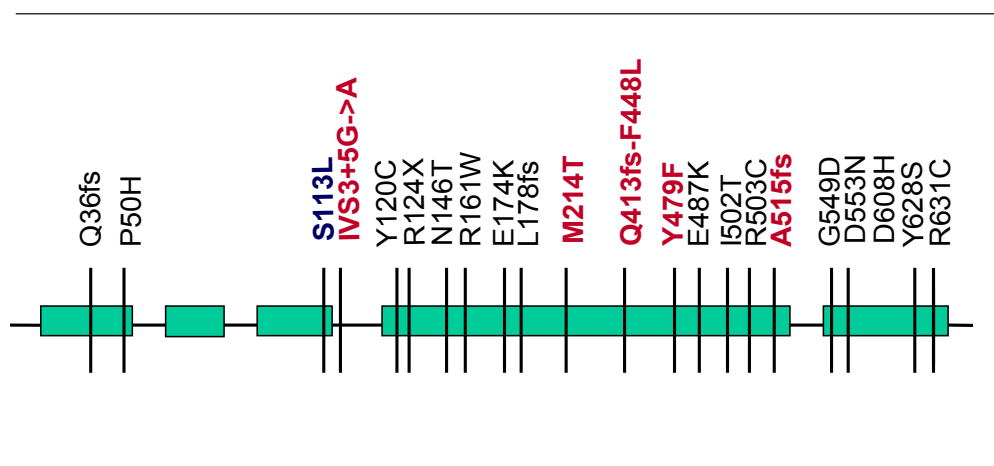 Q36fs
P50H
S113L
IVS3+5G->A
Y120C
R124X
N146T
R161W
E174K
L178fs
M214T
Q413fs-F448L
Y479F
E487K
I502T
R503C
A515fs
G549D
D553N
D608H
Y628S
R631C